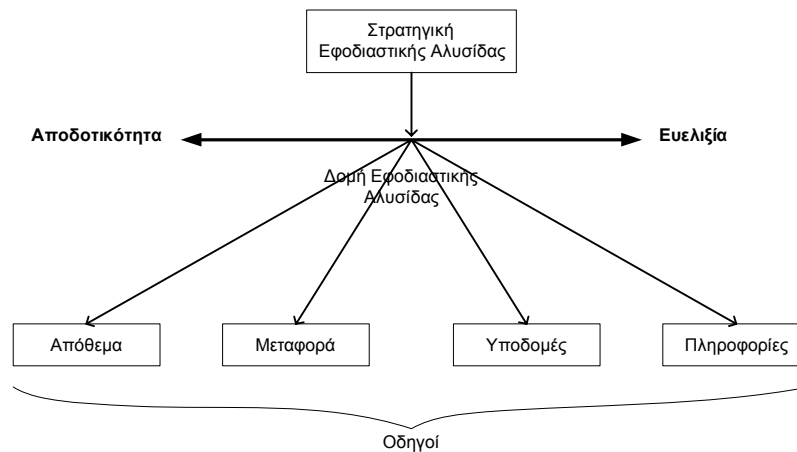 Στρατηγική
Εφοδιαστικής Αλυσίδας
Αποδοτικότητα
Ευελιξία
Δομή Εφοδιαστικής
Αλυσίδας
Απόθεμα
Μεταφορά
Υποδομές
Πληροφορίες
Οδηγοί